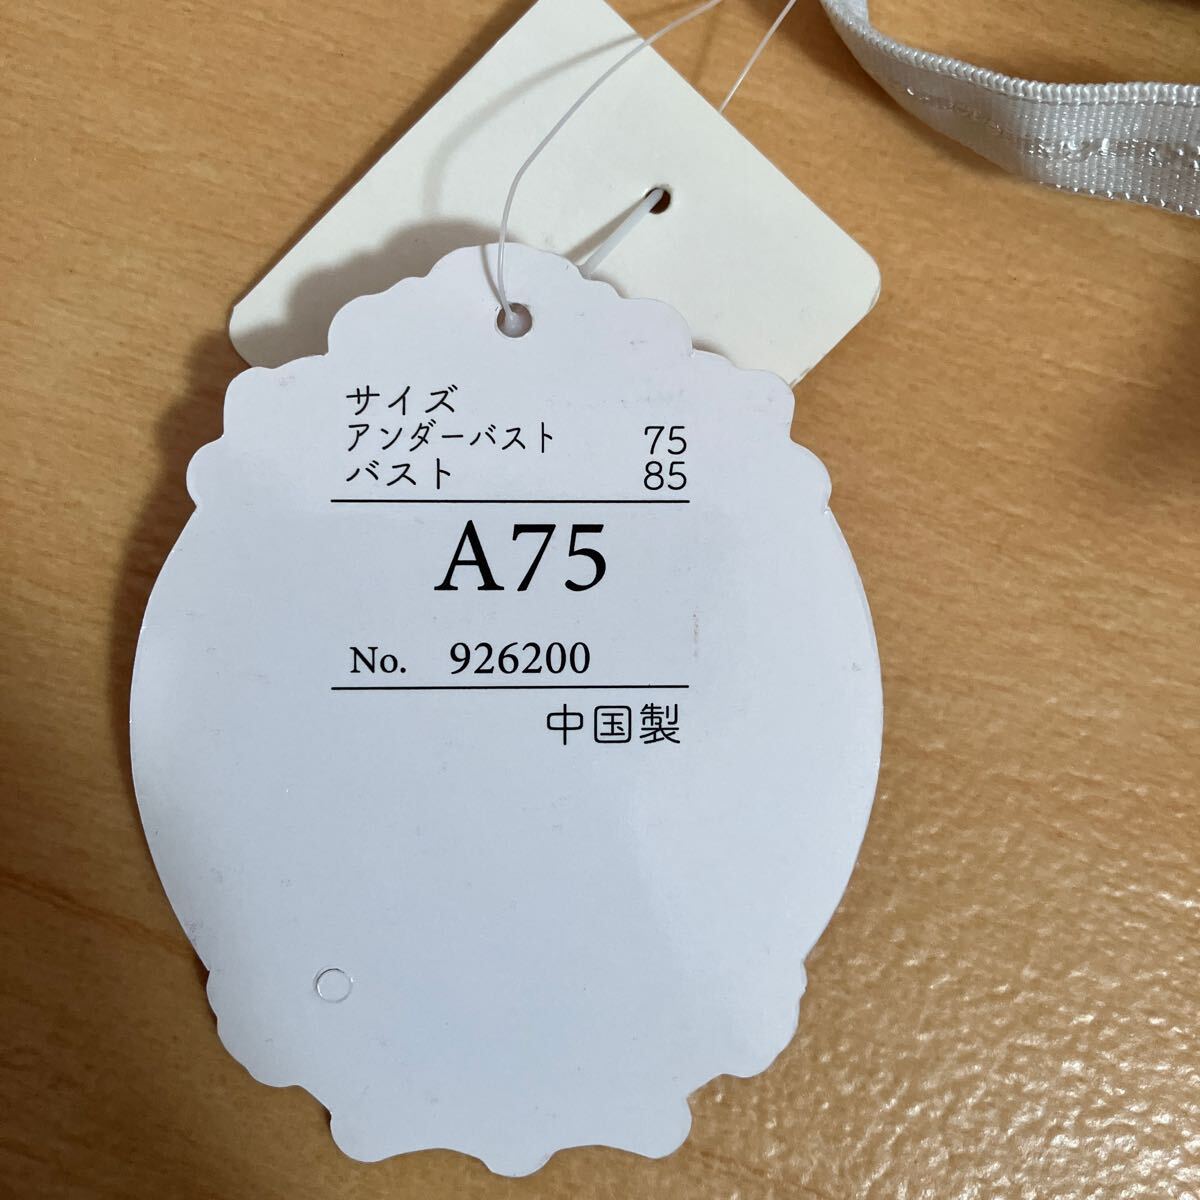 サイズ
アンダーバスト 75
バスト 85
A75
No. 926200
中国製